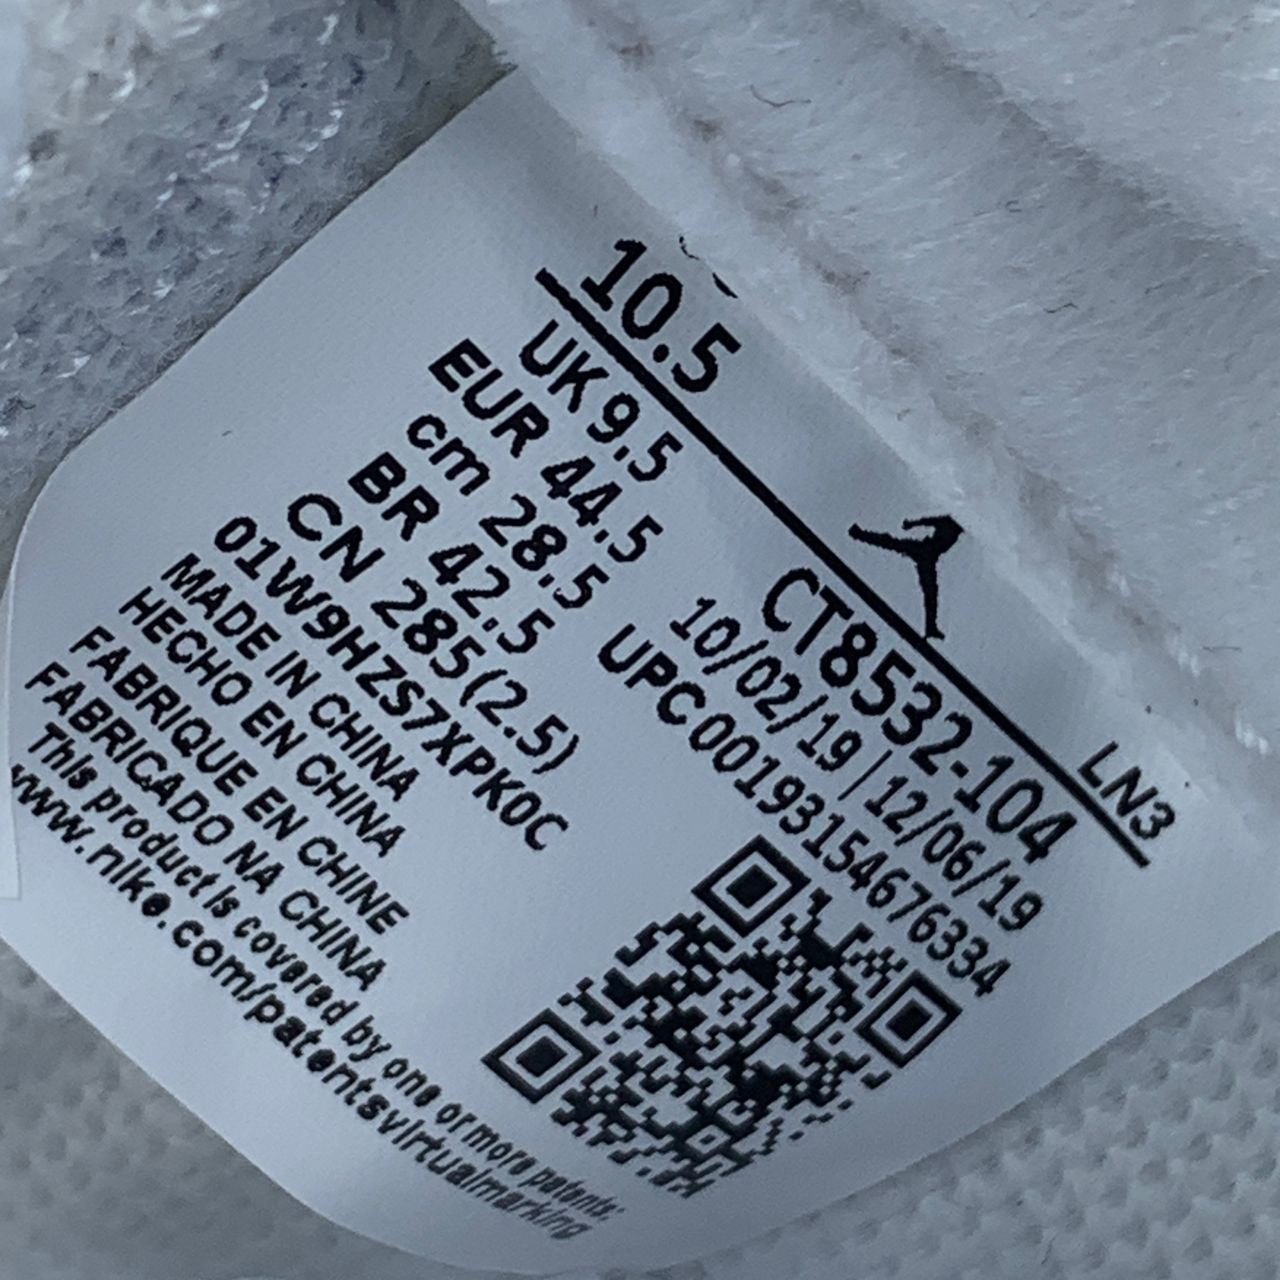 10.5
LN3
UK 9.5
EUR 44.5
cm 28.5
BR 42.5
CN 285(2.5)
01W9HZS7XPK0C
MADE IN CHINA
HECHO EN CHINA
FABRIQUE EN CHINE
FABRICADO NA CHINA
This product is covered by one or more patents:
www.nike.com/patentsvirtualmarking
CT8532-104
10/02/19 | 12/06/19
UPC 00193154676334